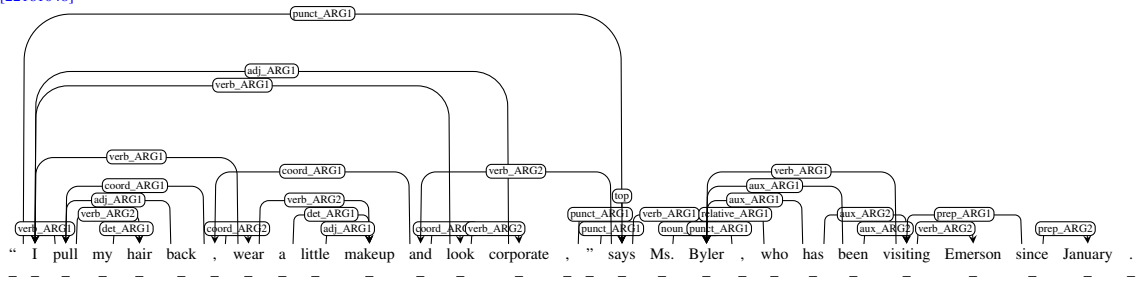 punct_ARG1
adj_ARG1
verb_ARG1
verb_ARG1
coord_ARG1 verb_ARG2 verb_ARG1
top
coord_ARG1 aux_ARG1
adj_ARG1 verb_ARG2 aux_ARG1
verb_ARG2 det_ARG1 punct_ARG1 verb_ARG1 relative_ARG1 aux_ARG2 prep_ARG1
verb_ARG1 det_ARG1 coord_ARG2 adj_ARG1 verb_ARG2 punct_ARG1 punct_ARG1 aux_ARG2 verb_ARG2 prep_ARG2
“ I pull my hair back , wear a little makeup and look corporate , ” says Ms. Byler , who has been visiting Emerson since January .
_ _ _ _ _ _ _ _ _ _ _ _ _ _ _ _ _ _ _ _ _ _ _ _ _ _ _ _